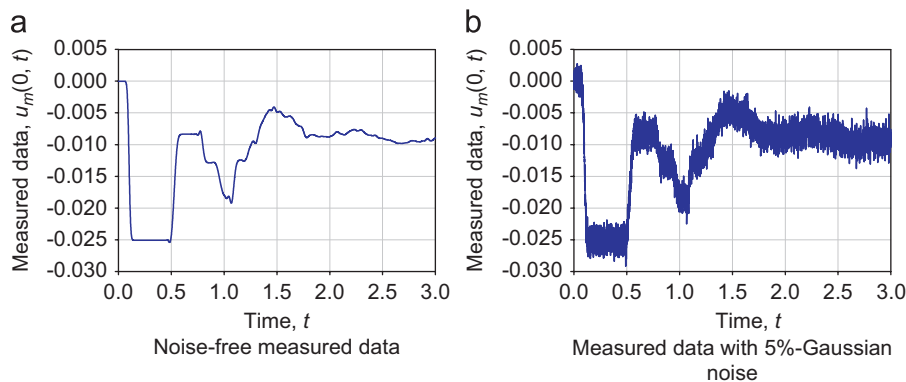 a
Measured data, u_m(0, t)
0.005
0.000
-0.005
-0.010
-0.015
-0.020
-0.025
-0.030
0.0 0.5 1.0 1.5 2.0 2.5 3.0
Time, t
Noise-free measured data
b
Measured data, u_m(0, t)
0.005
0.000
-0.005
-0.010
-0.015
-0.020
-0.025
-0.030
0.0 0.5 1.0 1.5 2.0 2.5 3.0
Time, t
Measured data with 5%-Gaussian
noise